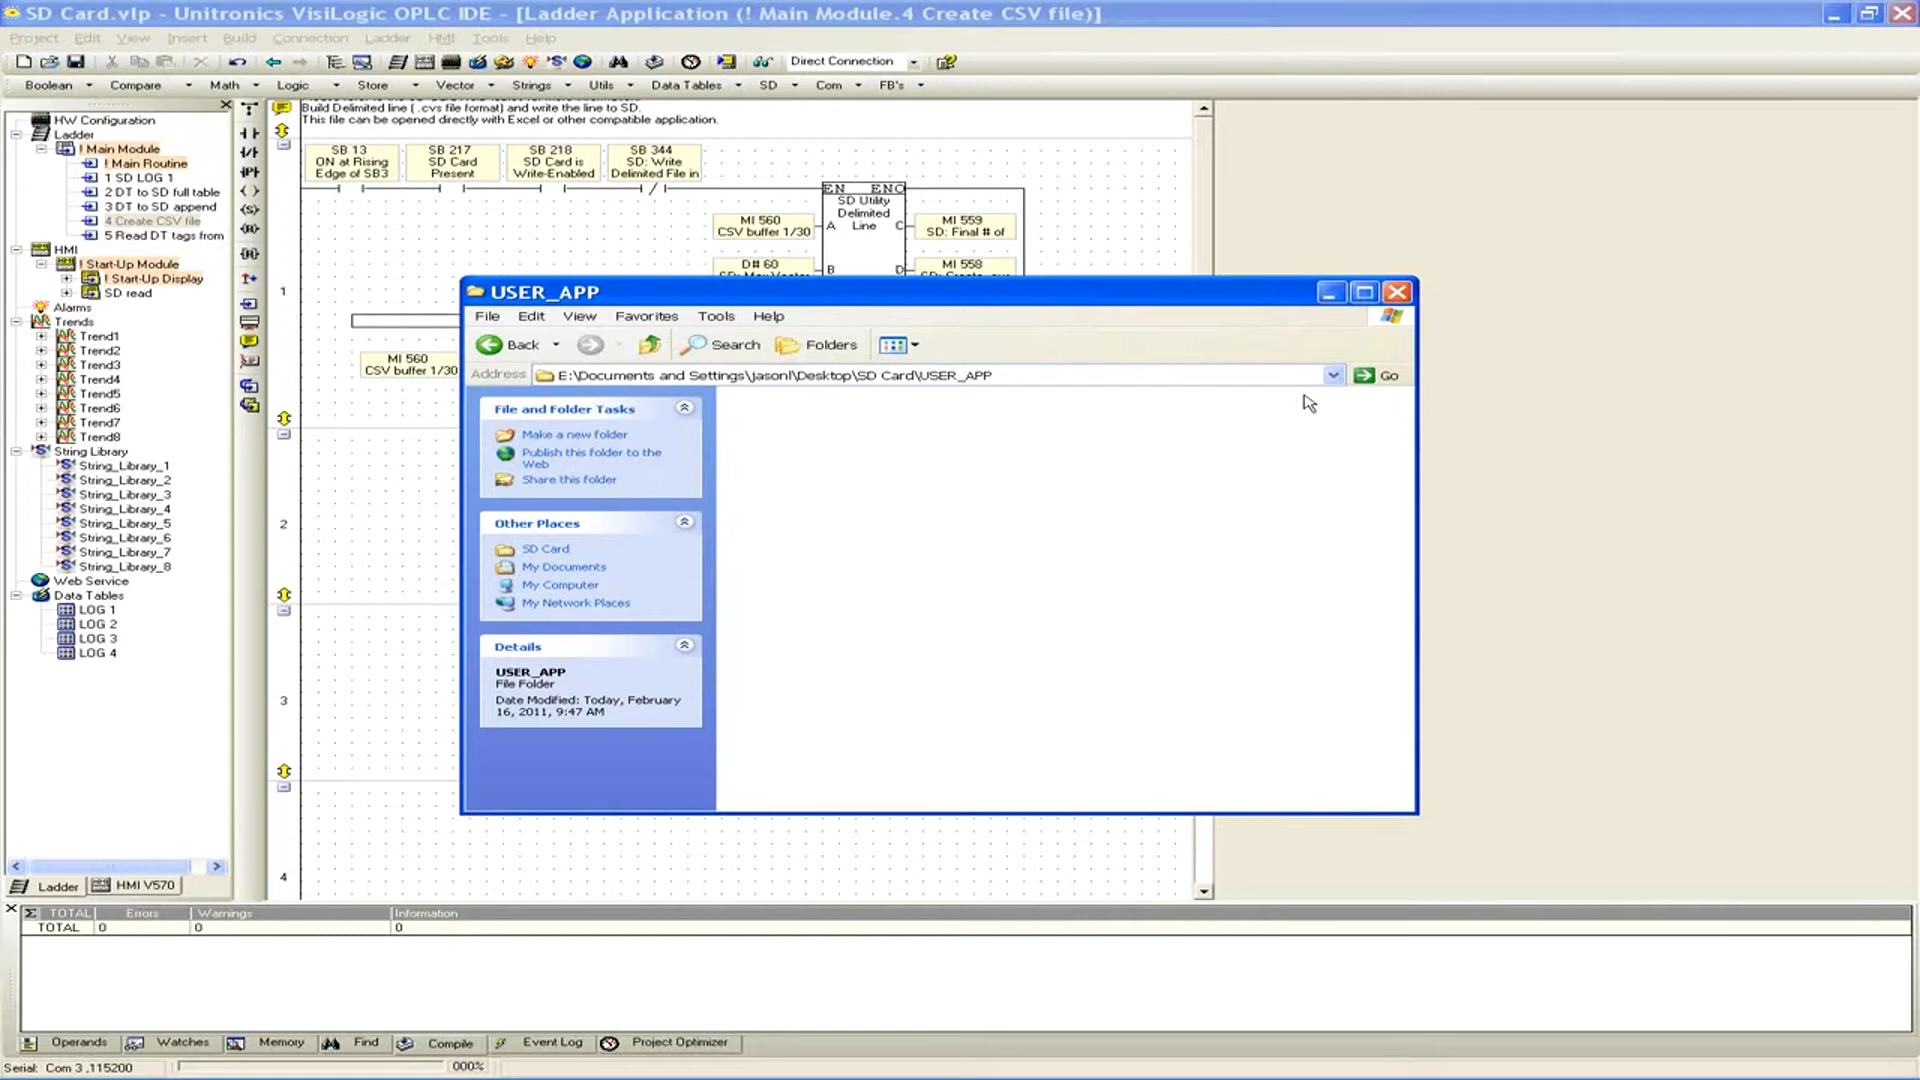 SD Card.vlp - Unitronics VisiLogic OPLC IDE - [Ladder Application (! Main Module.4 Create CSV file)]
Project Edit View Insert Build Connection Ladder HMI Tools Help
Direct Connection
Boolean Compare Math Logic Store Vector Strings Utils Data Tables SD Com FB's
HW Configuration
Ladder
! Main Module
! Main Routine
1 SD LOG 1
2 DT to SD full table
3 DT to SD append
4 Create CSV file
5 Read DT tags from
HMI
! Start-Up Module
! Start-Up Display
SD read
Alarms
Trends
Trend1
Trend2
Trend3
Trend4
Trend5
Trend6
Trend7
Trend8
String Library
String_Library_1
String_Library_2
String_Library_3
String_Library_4
String_Library_5
String_Library_6
String_Library_7
String_Library_8
Web Service
Data Tables
LOG 1
LOG 2
LOG 3
LOG 4
Ladder HMI V570
Build Delimited line ( .cvs file format) and write the line to SD.
This file can be opened directly with Excel or other compatible application.
SB 13
ON at Rising
Edge of SB3
SB 217
SD Card
Present
SB 218
SD Card is
Write-Enabled
SB 344
SD: Write
Delimited File in
EN ENO
SD Utility
Delimited
Line
A
C
B
D
MI 560
CSV buffer 1/30
MI 559
SD: Final # of
D# 60
MI 558
1
MI 560
CSV buffer 1/30
2
3
4
USER_APP
File Edit View Favorites Tools Help
Back Search Folders
Address E:\Documents and Settings\jasonl\Desktop\SD Card\USER_APP Go
File and Folder Tasks
Make a new folder
Publish this folder to the
Web
Share this folder
Other Places
SD Card
My Documents
My Computer
My Network Places
Details
USER_APP
File Folder
Date Modified: Today, February
16, 2011, 9:47 AM
Σ TOTAL Errors Warnings Information
TOTAL 0 0 0
Operands Watches Memory Find Compile Event Log Project Optimizer
Serial: Com 3 ,115200 000%